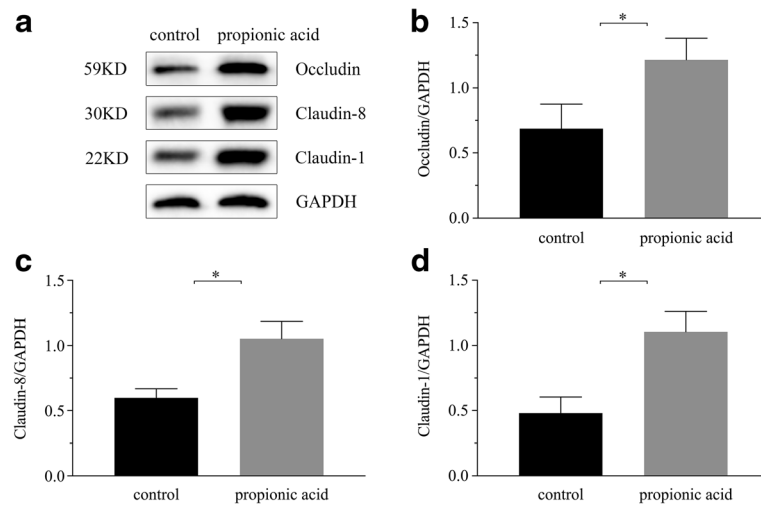 a
control propionic acid
59KD Occludin
30KD Claudin-8
22KD Claudin-1
GAPDH
b
*
1.5
1.0
0.5
0.0
Occludin/GAPDH
control propionic acid
c
*
1.5
1.0
0.5
0.0
Claudin-8/GAPDH
control propionic acid
d
*
1.5
1.0
0.5
0.0
Claudin-1/GAPDH
control propionic acid